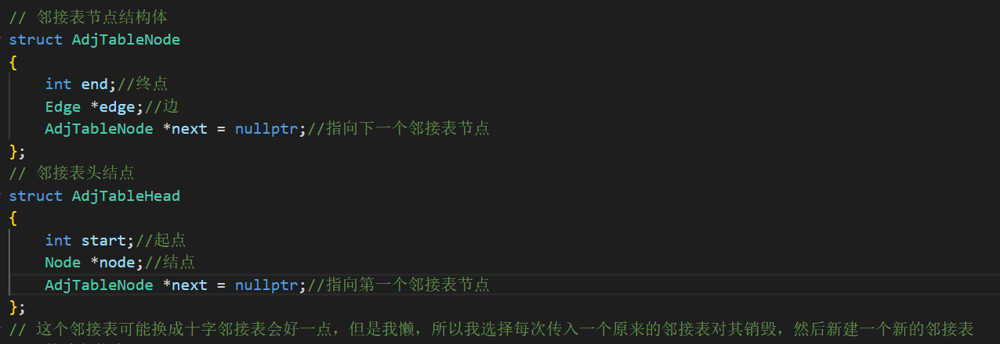 // 邻接表节点结构体
struct AdjTableNode
{
int end;//终点
Edge *edge;//边
AdjTableNode *next = nullptr;//指向下一个邻接表节点
};
// 邻接表头结点
struct AdjTableHead
{
int start;//起点
Node *node;//结点
AdjTableNode *next = nullptr;//指向第一个邻接表节点
};
// 这个邻接表可能换成十字邻接表会好一点，但是我懒，所以我选择每次传入一个原来的邻接表对其销毁，然后新建一个新的邻接表